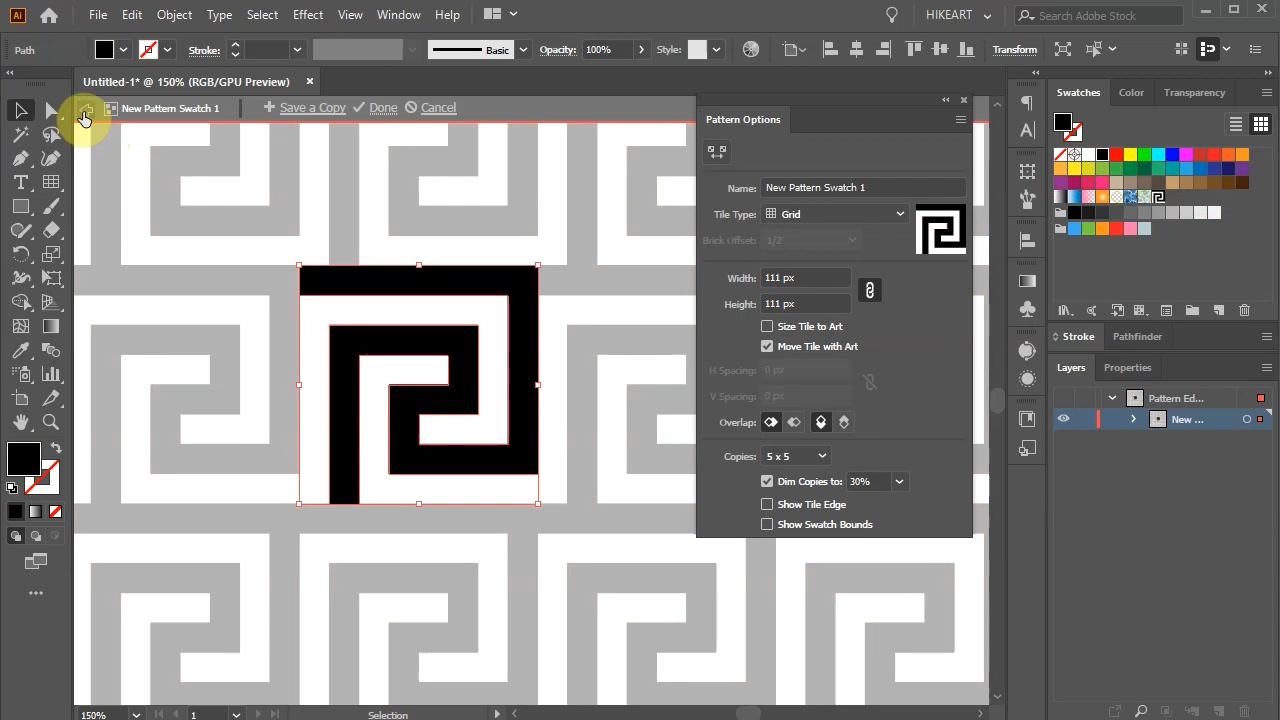 Ai File Edit Object Type Select Effect View Window Help HIKEART Search Adobe Stock
Path Stroke: Basic Opacity: 100% Style: Transform
Untitled-1* @ 150% (RGB/GPU Preview)
New Pattern Swatch 1 Save a Copy Done Cancel
Pattern Options
Name: New Pattern Swatch 1
Tile Type: Grid
Brick Offset: 1/2
Width: 111 px
Height: 111 px
Size Tile to Art
Move Tile with Art
H Spacing: 0 px
V Spacing: 0 px
Overlap:
Copies: 5 x 5
Dim Copies to: 30%
Show Tile Edge
Show Swatch Bounds
Swatches Color Transparency
Stroke Pathfinder
Layers Properties
Pattern Ed...
New ...
150% 1 Selection